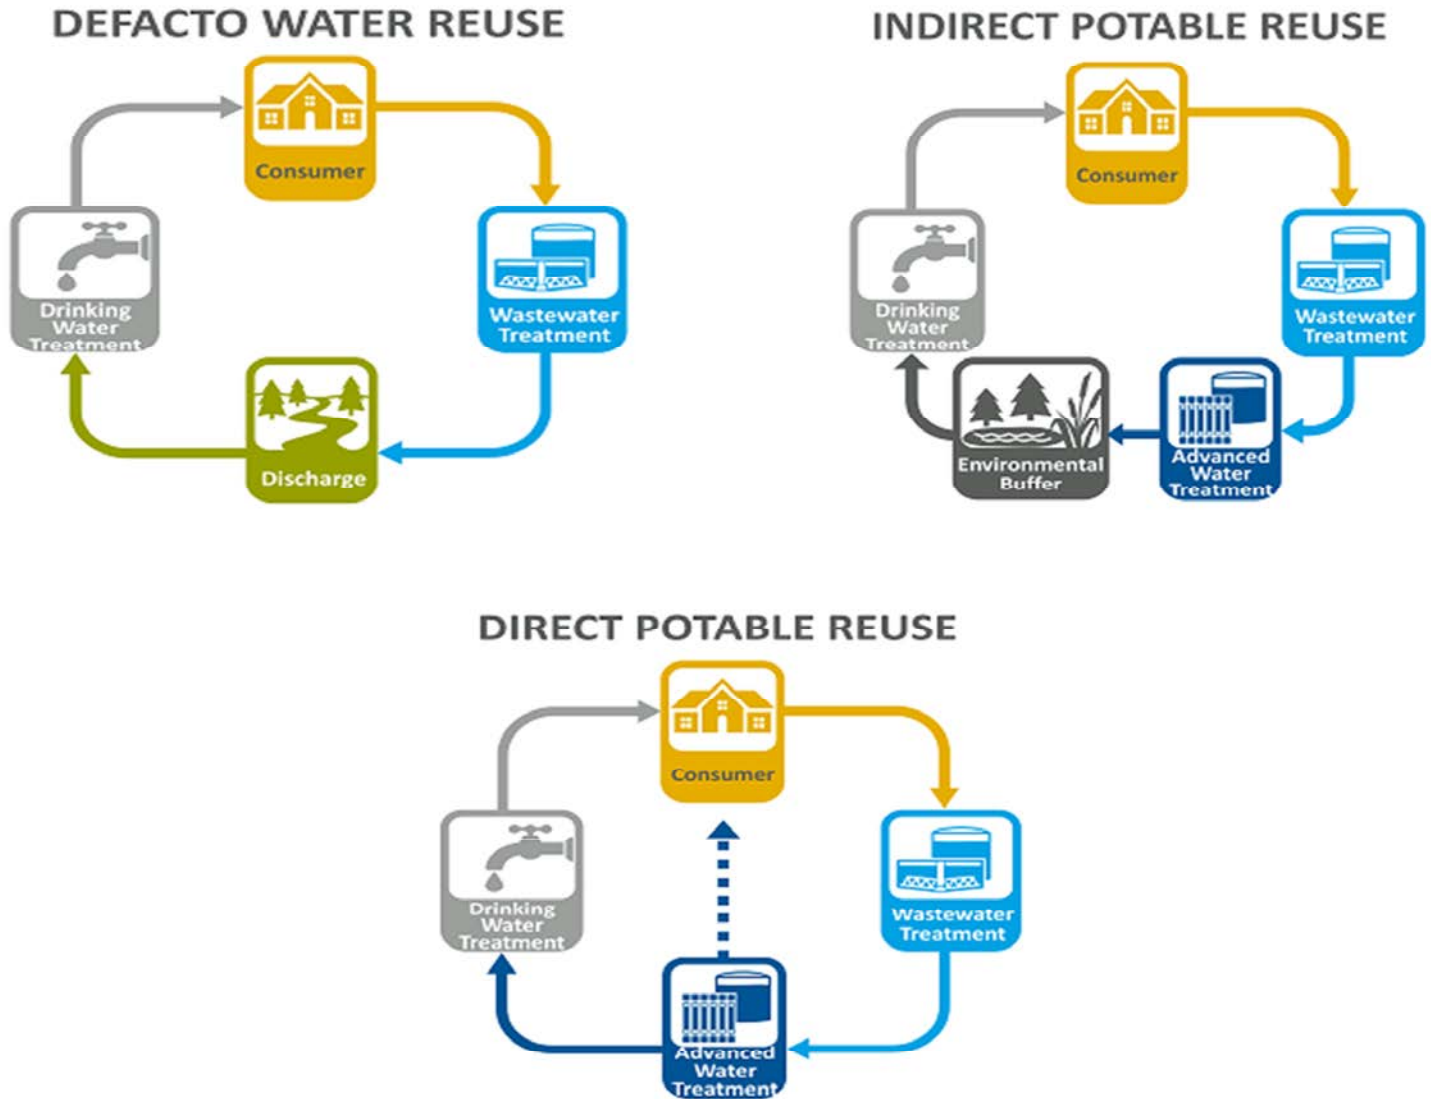 DEFACTO WATER REUSE
Consumer
Wastewater
Treatment
Discharge
Drinking
Water
Treatment
INDIRECT POTABLE REUSE
Consumer
Wastewater
Treatment
Advanced
Water
Treatment
Environmental
Buffer
Drinking
Water
Treatment
DIRECT POTABLE REUSE
Consumer
Wastewater
Treatment
Advanced
Water
Treatment
Drinking
Water
Treatment